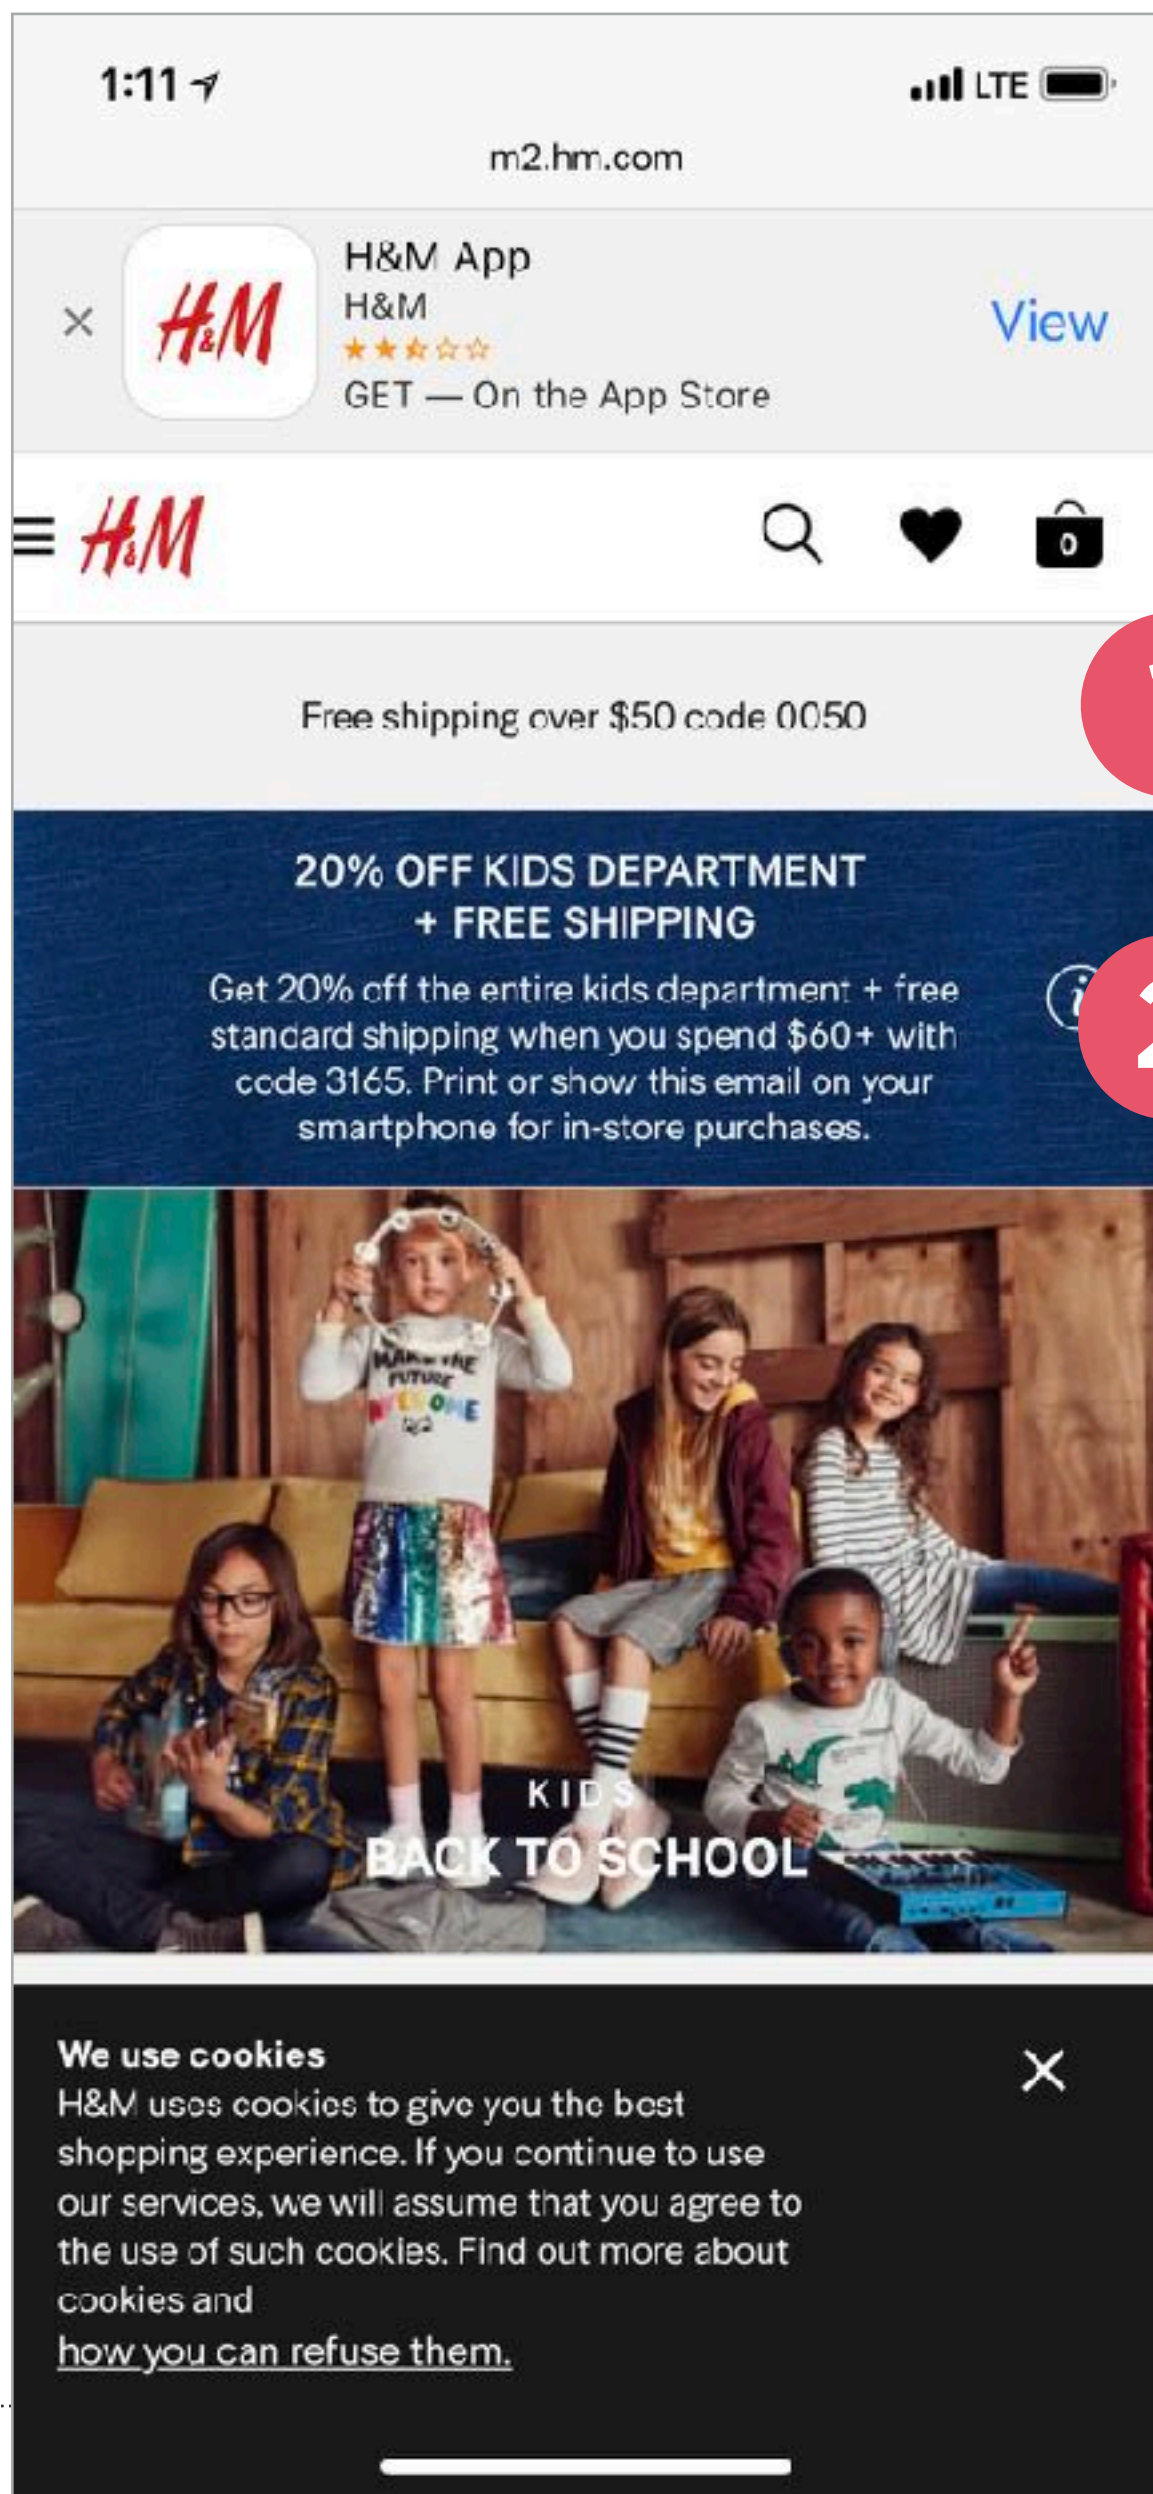 1:11
LTE
m2.hm.com
H&M
H&M App
H&M
GET — On the App Store
View
H&M
0
Free shipping over $50 code 0050
20% OFF KIDS DEPARTMENT
+ FREE SHIPPING
Get 20% off the entire kids department + free
standard shipping when you spend $60+ with
code 3165. Print or show this email on your
smartphone for in-store purchases.
i
2
MAKE THE
FUTURE
AWESOME
KIDS
BACK TO SCHOOL
We use cookies
H&M uses cookies to give you the best
shopping experience. If you continue to use
our services, we will assume that you agree to
the use of such cookies. Find out more about
cookies and
how you can refuse them.